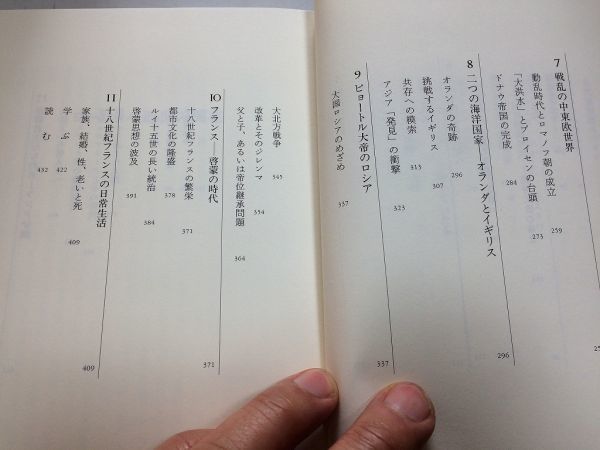 25
7 戦乱の中東欧世界
動乱時代とロマノフ朝の成立 259
「大洪水」とプロイセンの台頭 273
ドナウ帝国の完成 284
8 二つの海洋国家――オランダとイギリス 296
オランダの奇跡 296
挑戦するイギリス 307
共存への模索 313
アジア「発見」の衝撃 323
9 ピョートル大帝のロシア 337
大国ロシアのめざめ 337
大北方戦争 345
改革とそのジレンマ 354
父と子、あるいは帝位継承問題 364
10 フランス――啓蒙の時代 371
十八世紀フランスの繁栄 371
都市文化の隆盛 378
ルイ十五世の長い統治 384
啓蒙思想の波及 391
11 十八世紀フランスの日常生活 409
家族、結婚、性、老いと死 409
学ぶ 422
読む 432